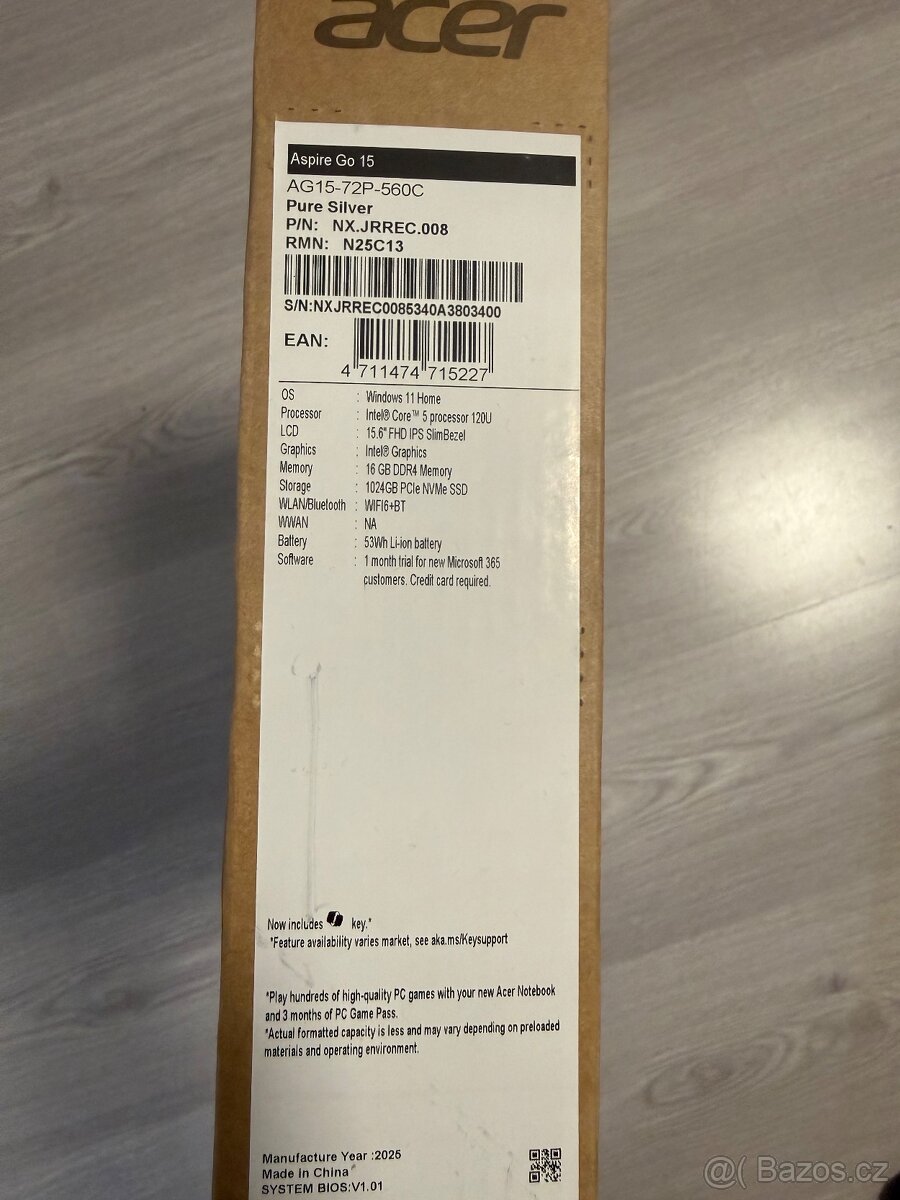 acer
Aspire Go 15
AG15-72P-560C
Pure Silver
P/N: NX.JRREC.008
RMN: N25C13
S/N:NXJRREC0085340A3803400
EAN:
4 711474 715227
OS : Windows 11 Home
Processor : Intel® Core™ 5 processor 120U
LCD : 15.6" FHD IPS SlimBezel
Graphics : Intel® Graphics
Memory : 16 GB DDR4 Memory
Storage : 1024GB PCIe NVMe SSD
WLAN/Bluetooth : WIFI6+BT
WWAN : NA
Battery : 53Wh Li-ion battery
Software : 1 month trial for new Microsoft 365
customers. Credit card required.
Now includes key.*
*Feature availability varies market, see aka.ms/Keysupport
*Play hundreds of high-quality PC games with your new Acer Notebook
and 3 months of PC Game Pass.
*Actual formatted capacity is less and may vary depending on preloaded
materials and operating environment.
Manufacture Year :2025
Made in China
SYSTEM BIOS:V1.01
@ Bazos.cz